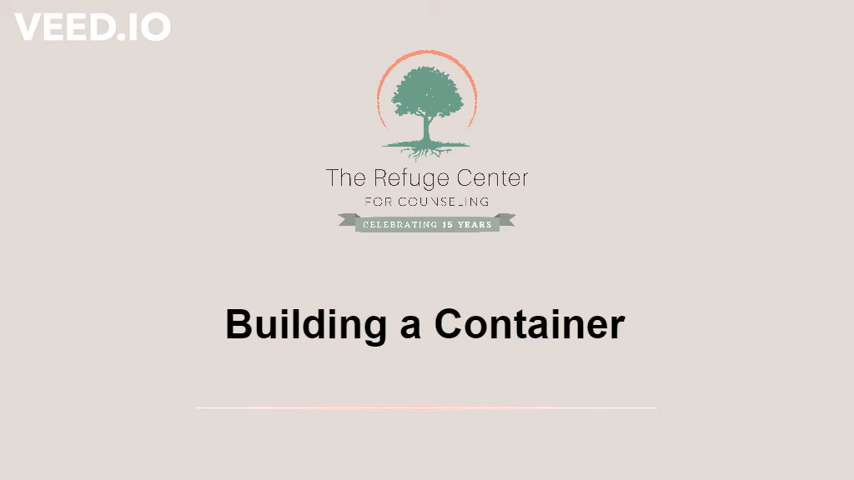 VEED.IO
The Refuge Center
FOR COUNSELING
CELEBRATING 15 YEARS
Building a Container